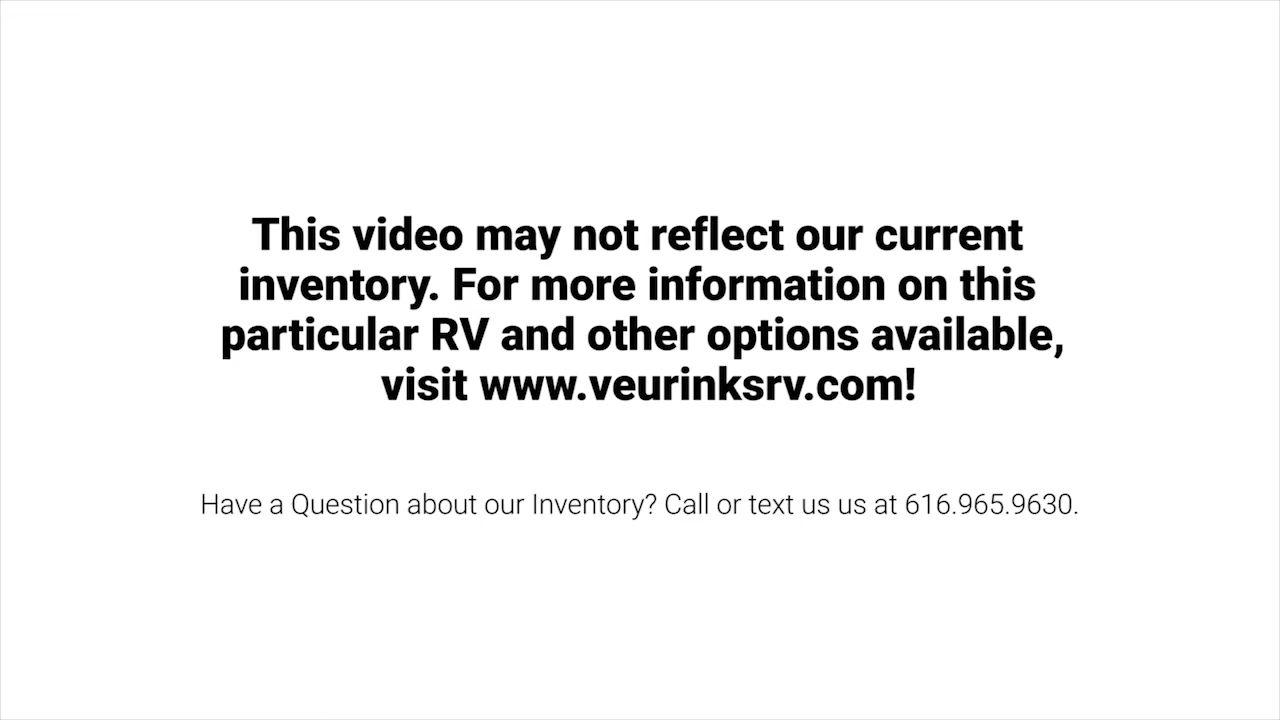 This video may not reflect our current
inventory. For more information on this
particular RV and other options available,
visit www.veurinksrv.com!
Have a Question about our Inventory? Call or text us us at 616.965.9630.